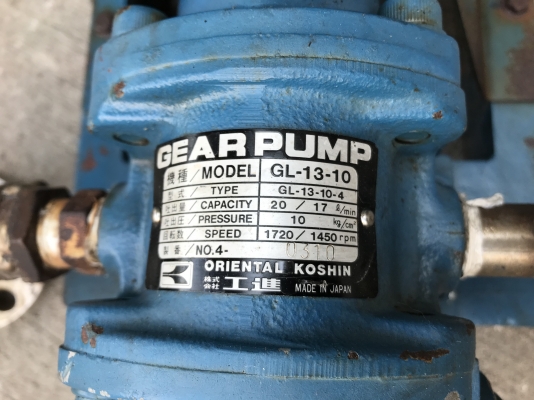 GEAR PUMP
機種/MODEL GL-13-10
型式/TYPE GL-13-10-4
吐出量/CAPACITY 20/17 ℓ/min
吐出圧/PRESSURE 10 kg/cm²
回転数/SPEED 1720/1450 rpm
製番/NO.4-
ORIENTAL KOSHIN
株式会社 工進 MADE IN JAPAN